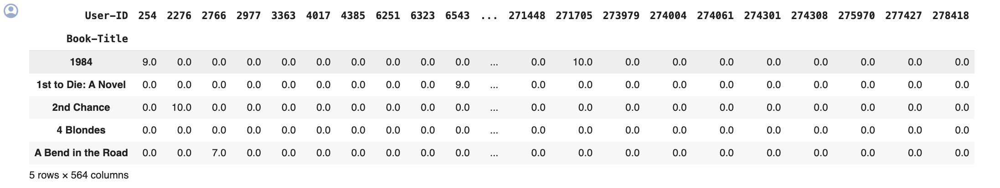 User-ID 254 2276 2766 2977 3363 4017 4385 6251 6323 6543 ... 271448 271705 273979 274004 274061 274301 274308 275970 277427 278418
Book-Title
1984 9.0 0.0 0.0 0.0 0.0 0.0 0.0 0.0 0.0 0.0 ... 0.0 10.0 0.0 0.0 0.0 0.0 0.0 0.0 0.0 0.0
1st to Die: A Novel 0.0 0.0 0.0 0.0 0.0 0.0 0.0 0.0 0.0 9.0 ... 0.0 0.0 0.0 0.0 0.0 0.0 0.0 0.0 0.0 0.0
2nd Chance 0.0 10.0 0.0 0.0 0.0 0.0 0.0 0.0 0.0 0.0 ... 0.0 0.0 0.0 0.0 0.0 0.0 0.0 0.0 0.0 0.0
4 Blondes 0.0 0.0 0.0 0.0 0.0 0.0 0.0 0.0 0.0 0.0 ... 0.0 0.0 0.0 0.0 0.0 0.0 0.0 0.0 0.0 0.0
A Bend in the Road 0.0 0.0 7.0 0.0 0.0 0.0 0.0 0.0 0.0 0.0 ... 0.0 0.0 0.0 0.0 0.0 0.0 0.0 0.0 0.0 0.0
5 rows × 564 columns